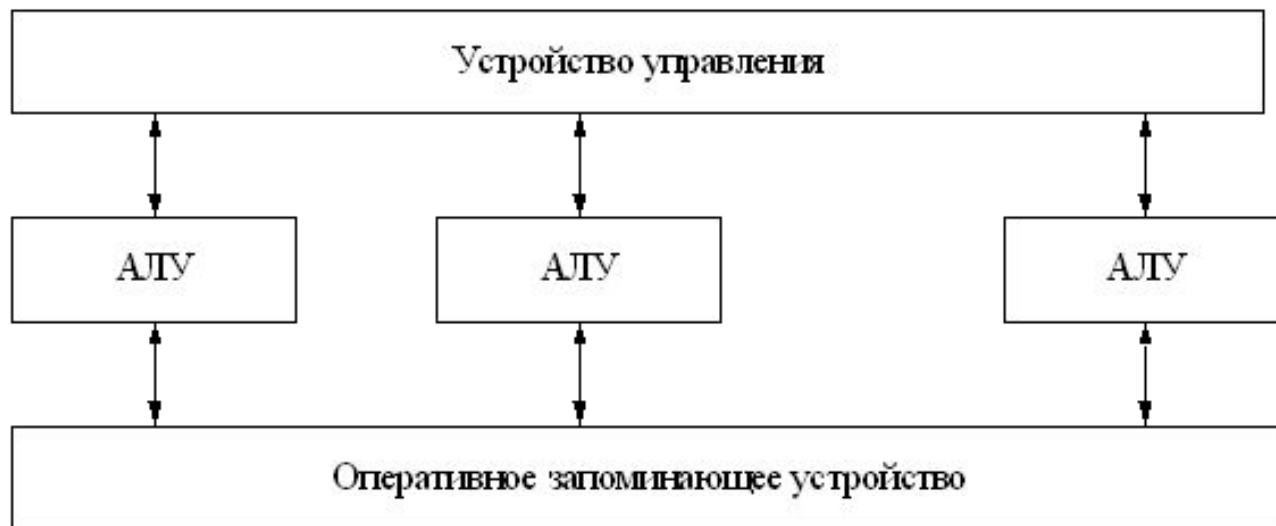 Устройство управления
АЛУ
АЛУ
АЛУ
Оперативное запоминающее устройство